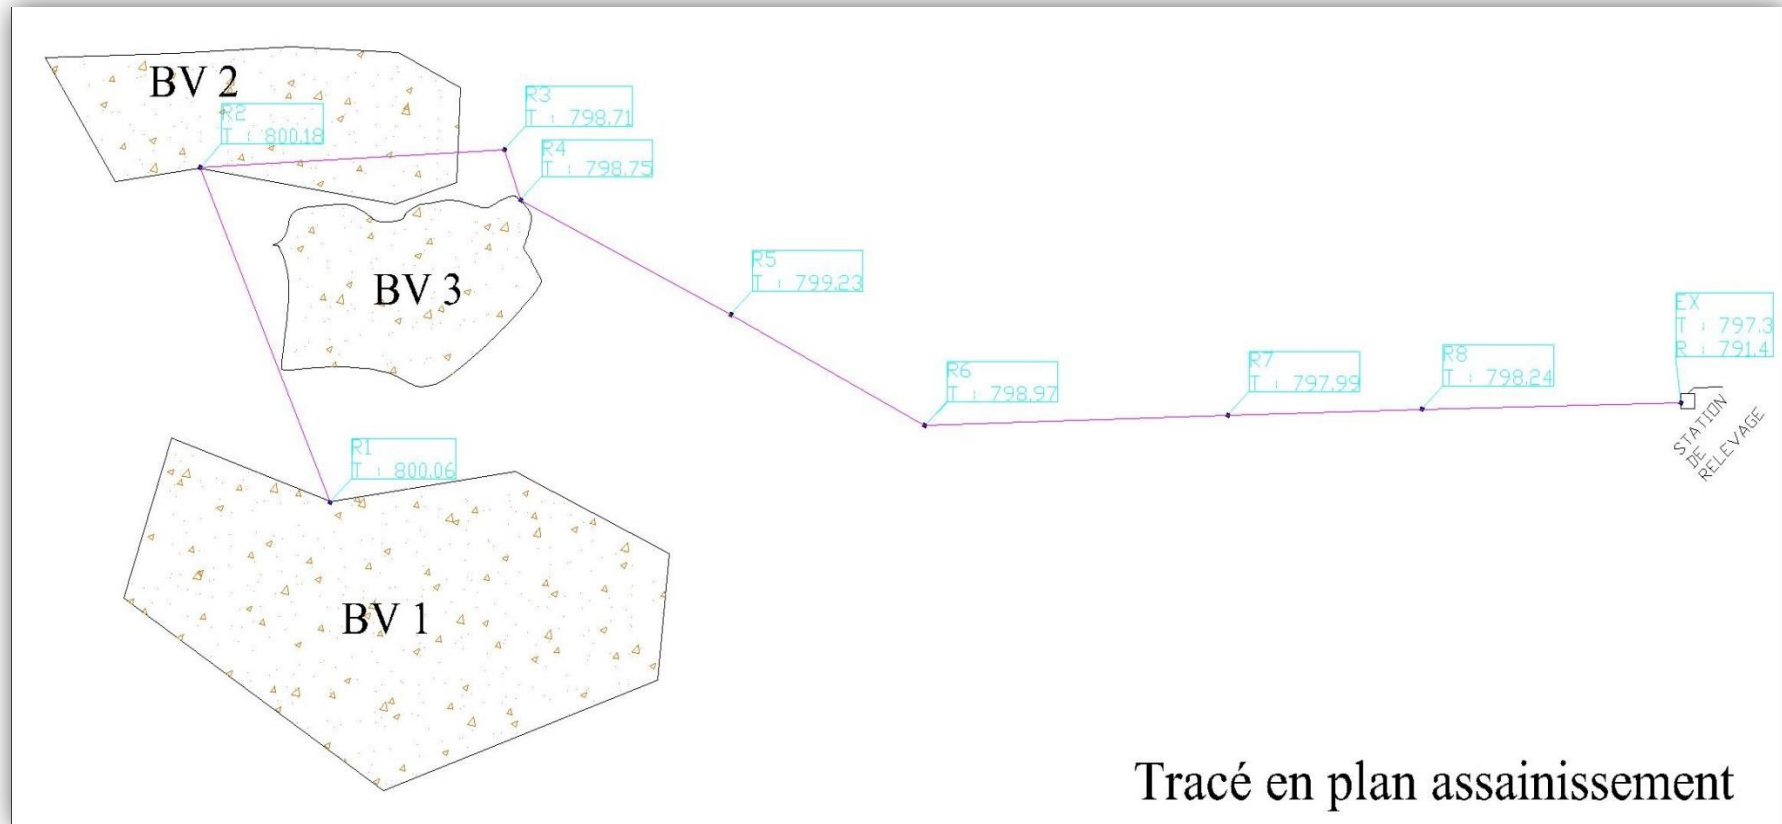 BV 2
R2
T : 800.18
R3
T : 798.71
R4
T : 798.75
BV 3
R5
T : 799.23
R6
T : 798.97
R7
T : 797.99
R8
T : 798.24
EX
T : 797.3
R : 791.4
STATION
DE
RELEVAGE
R1
T : 800.06
BV 1
Tracé en plan assainissement